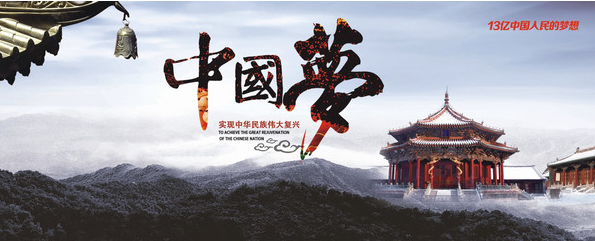 13亿中国人民的梦想
中國夢
实现中华民族伟大复兴
TO ACHIEVE THE GREAT REJUVENATION
OF THE CHINESE NATION